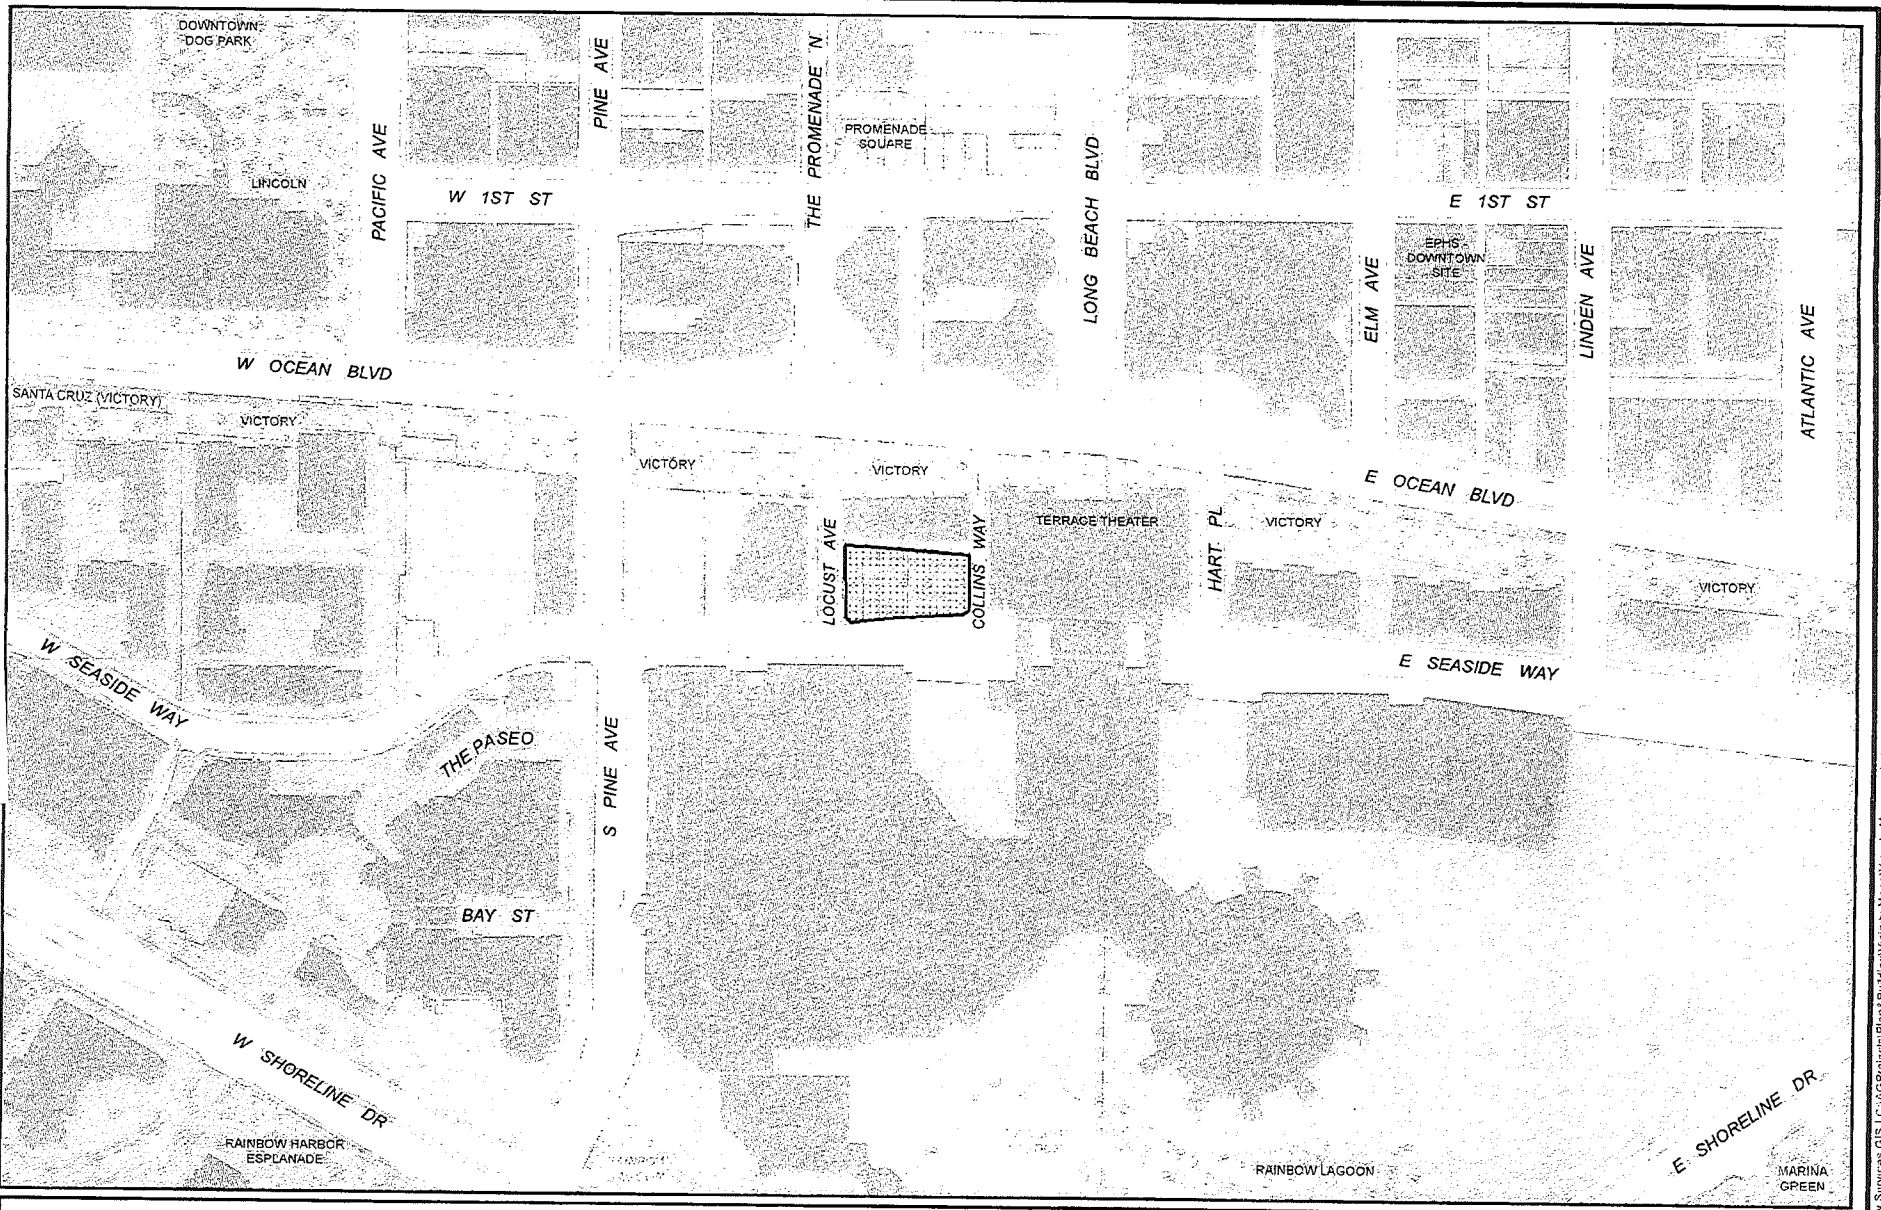 DOWNTOWN
DOG PARK
PINE AVE
THE PROMENADE N
PACIFIC AVE
PROMENADE
SQUARE
LONG BEACH BLVD
LINCOLN
W 1ST ST
E 1ST ST
EPHS -
DOWNTOWN
SITE
ELM AVE
LINDEN AVE
ATLANTIC AVE
W OCEAN BLVD
SANTA CRUZ (VICTORY)
VICTORY
VICTORY
VICTORY
E OCEAN BLVD
LOCUST AVE
COLLINS WAY
TERRACE THEATER
HART PL
VICTORY
VICTORY
W SEASIDE WAY
E SEASIDE WAY
THE PASEO
S PINE AVE
BAY ST
W SHORELINE DR
RAINBOW HARBOR
ESPLANADE
RAINBOW LAGOON
E SHORELINE DR
MARINA
GREEN